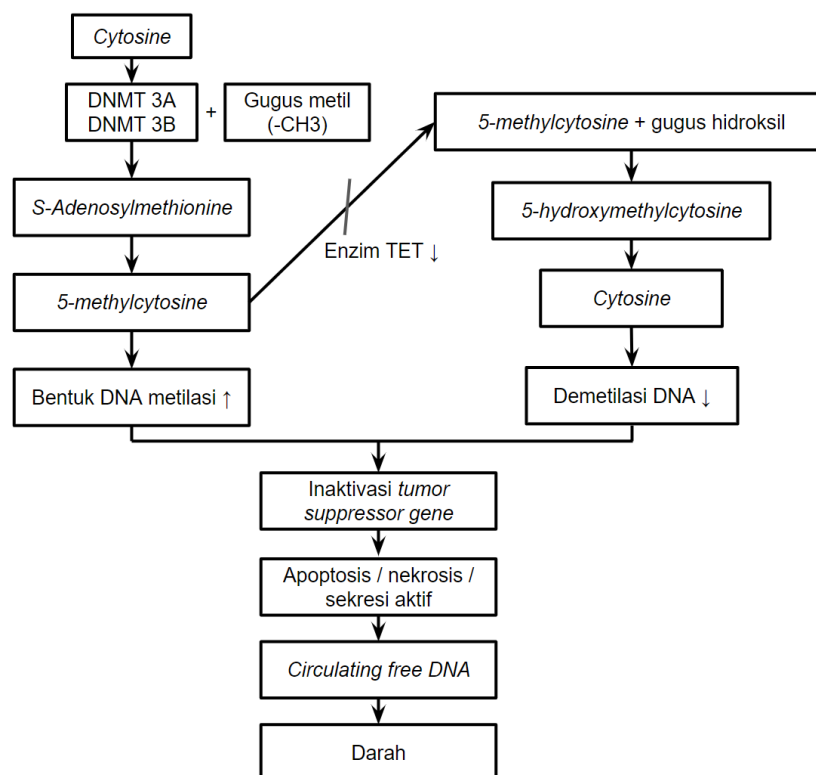 Cytosine
DNMT 3A
DNMT 3B
+
Gugus metil
(-CH3)
S-Adenosylmethionine
5-methylcytosine
Bentuk DNA metilasi ↑
Enzim TET ↓
5-methylcytosine + gugus hidroksil
5-hydroxymethylcytosine
Cytosine
Demetilasi DNA ↓
Inaktivasi tumor
suppressor gene
Apoptosis / nekrosis /
sekresi aktif
Circulating free DNA
Darah